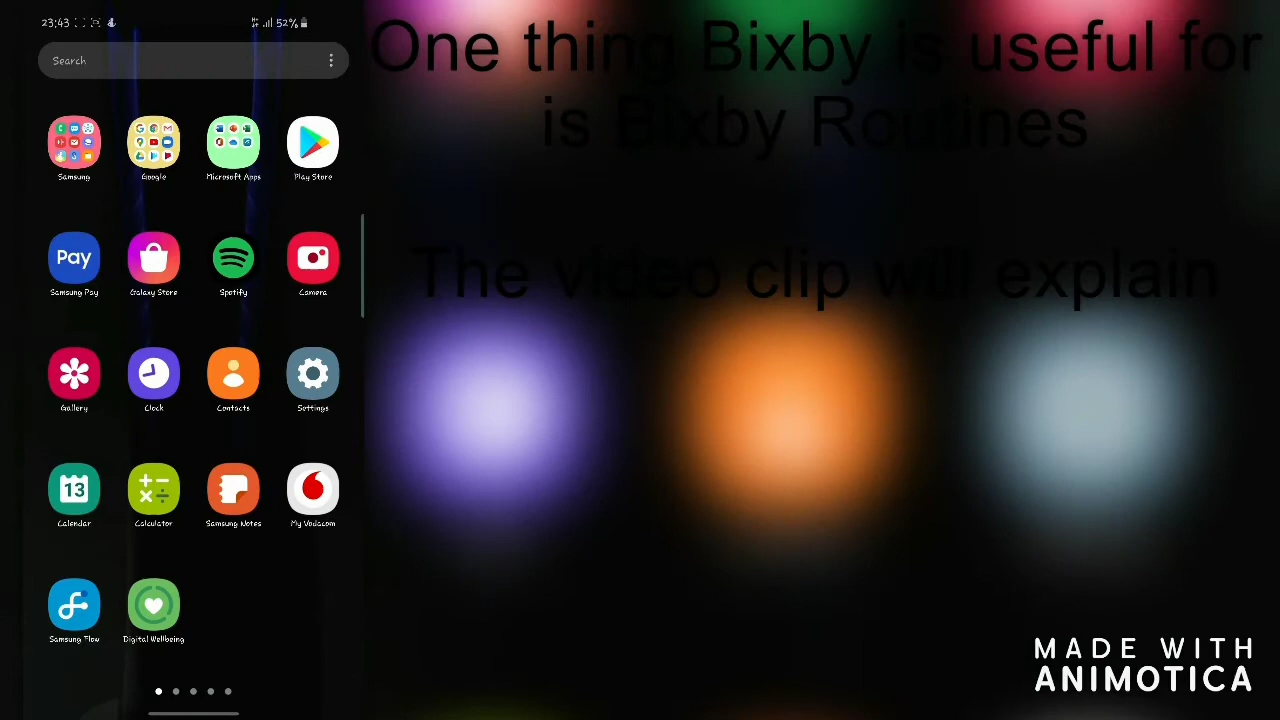 23:43
52%
Search
Samsung
Google
Microsoft Apps
Play Store
Pay
Samsung Pay
Galaxy Store
Spotify
Camera
Gallery
Clock
Contacts
Settings
13
Calendar
Calculator
Samsung Notes
My Vodacom
Samsung Flow
Digital Wellbeing
One thing Bixby is useful for
is Bixby Routines
The video clip will explain
MADE WITH
ANIMOTICA